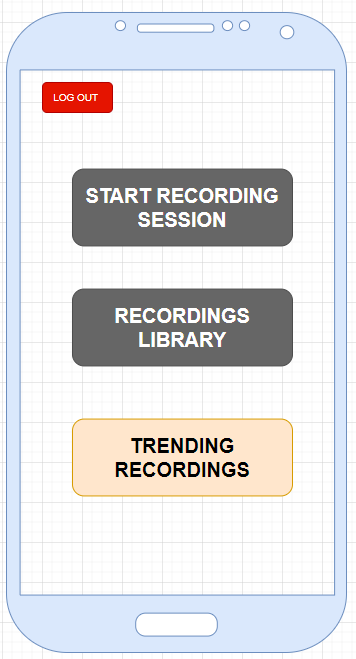 LOG OUT
START RECORDING
SESSION
RECORDINGS
LIBRARY
TRENDING
RECORDINGS